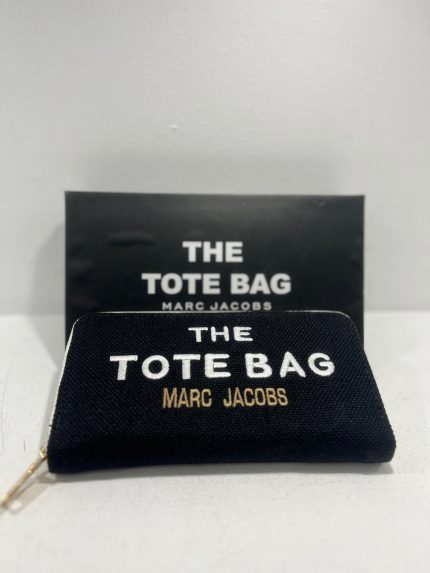 THE
TOTE BAG
MARC JACOBS
THE
TOTE BAG
MARC JACOBS